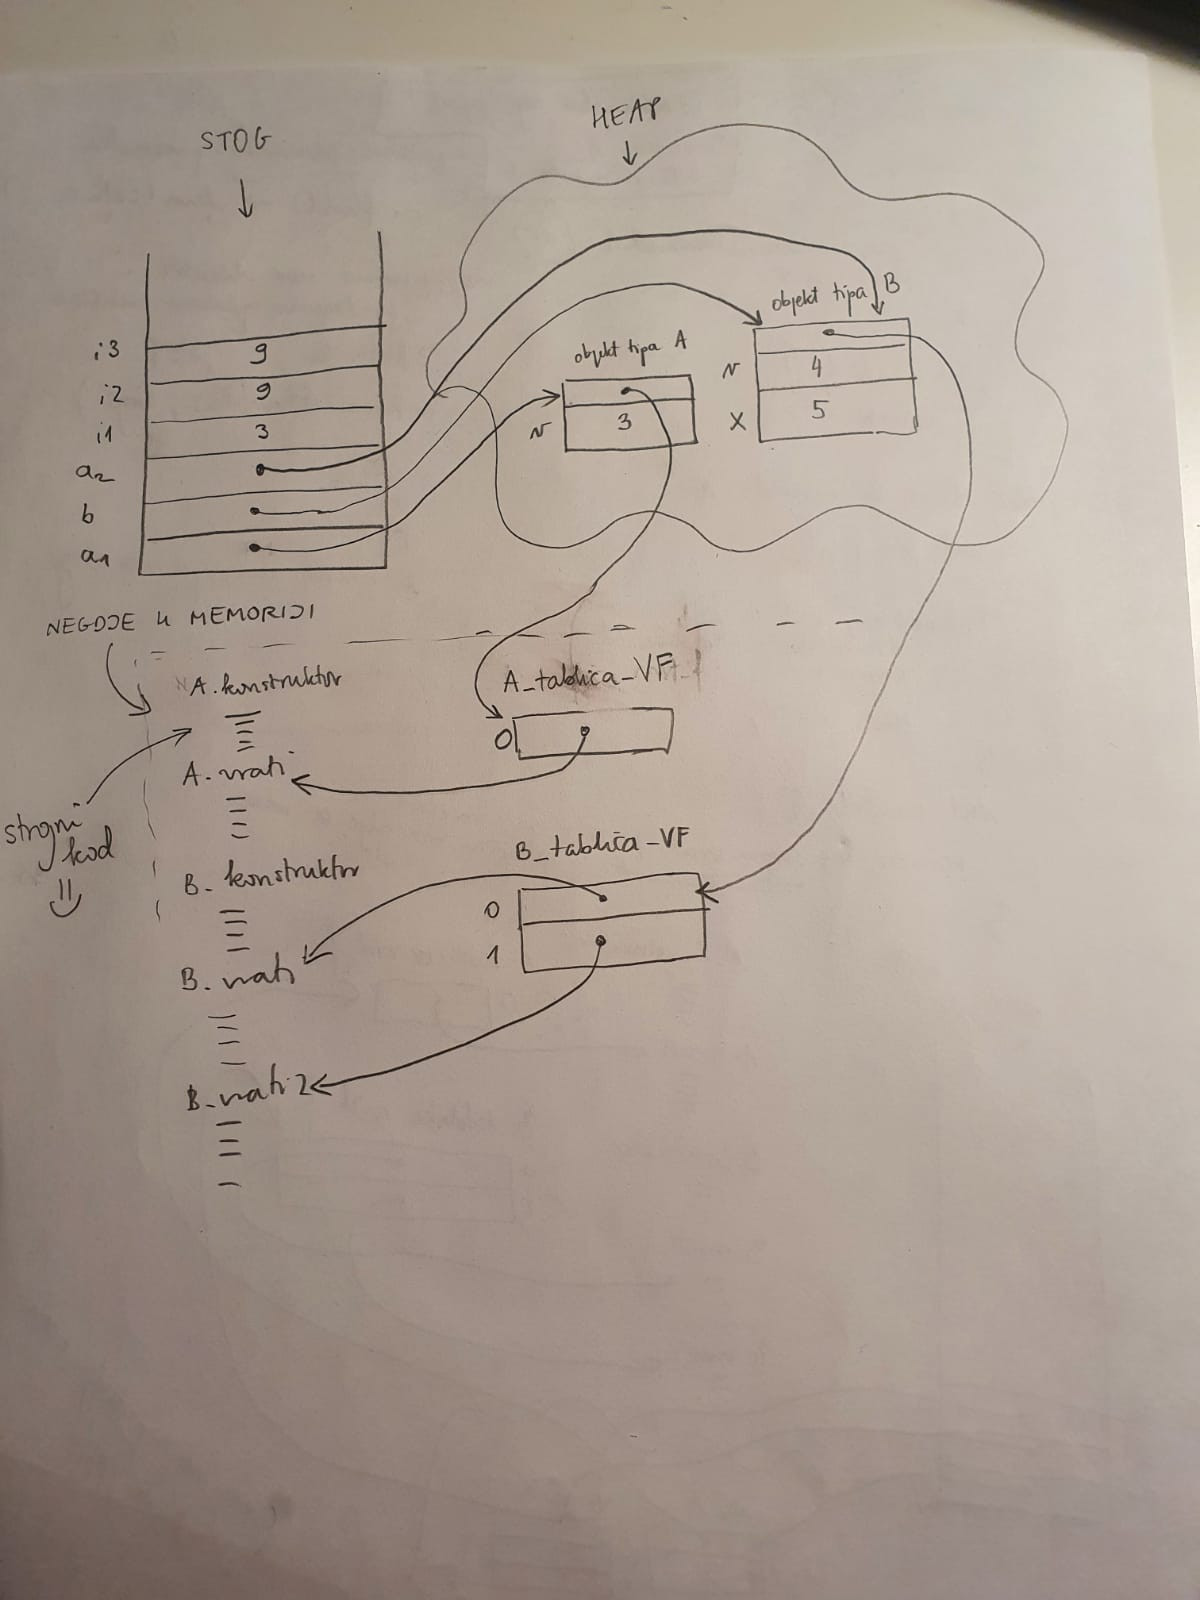 STOG
HEAP
objekt tipa B
objekt tipa A
i3 9
i2 9
i1 3
a2
b
a1
N 3
N 4
X 5
NEGDJE U MEMORIJI
A.konstruktor
A_tablica_VF
0
A.vrati
strojni
kod
B_tablica_VF
B.konstruktor
0
1
B.vrati
B.vrati2